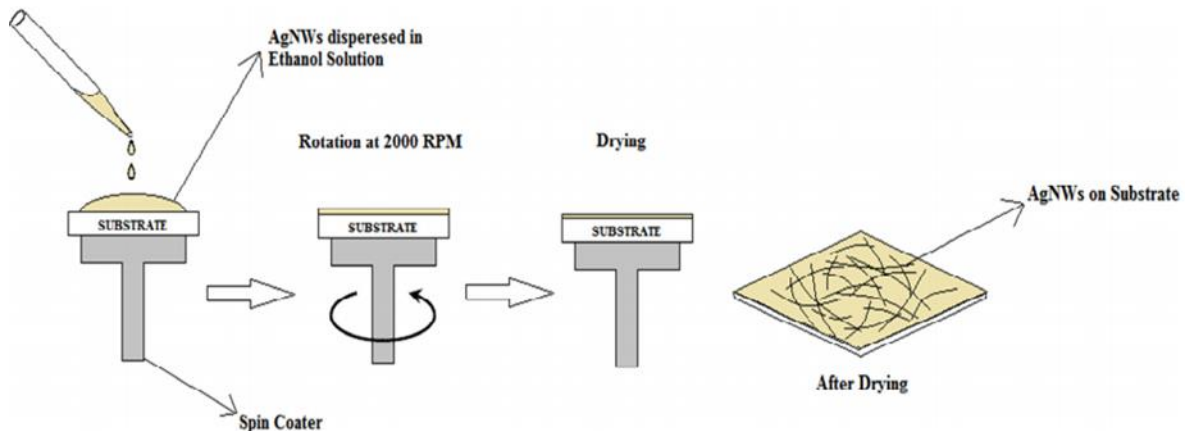 AgNWs disperesed in
Ethanol Solution
Rotation at 2000 RPM
Drying
AgNWs on Substrate
SUBSTRATE
SUBSTRATE
SUBSTRATE
After Drying
Spin Coater